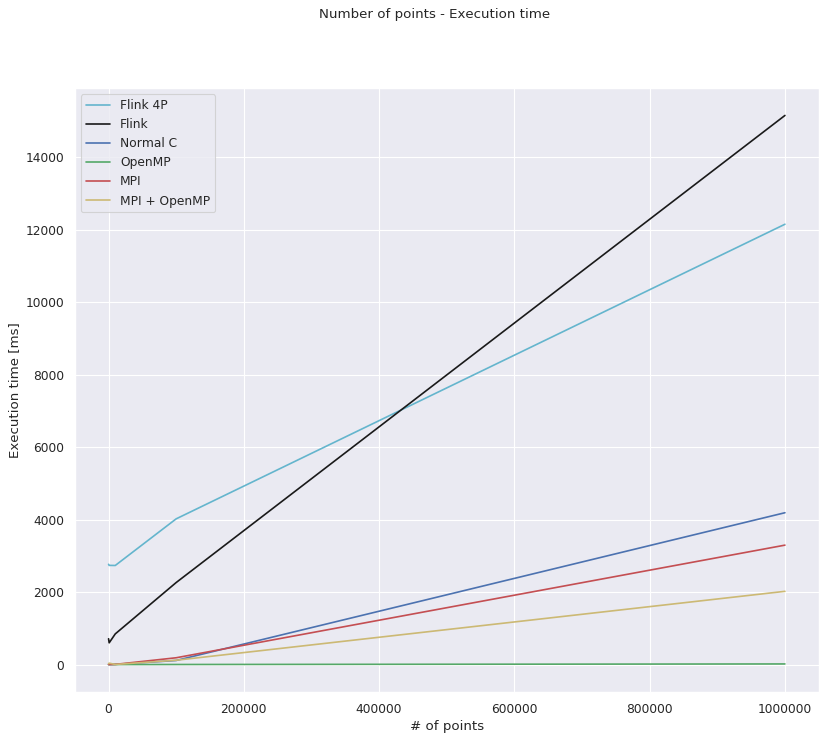 Number of points - Execution time
Flink 4P
Flink
Normal C
OpenMP
MPI
MPI + OpenMP
Execution time [ms]
14000
12000
10000
8000
6000
4000
2000
0
0 200000 400000 600000 800000 1000000
# of points